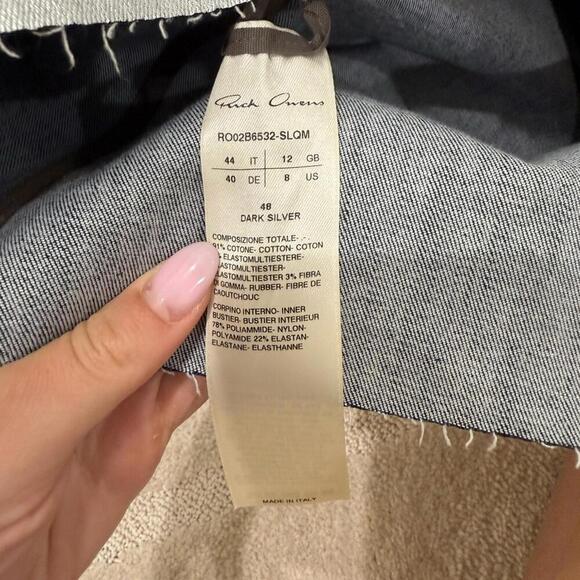 Rick Owens
RO02B6532-SLQM
44 IT 12 GB
40 DE 8 US
48
DARK SILVER
COMPOSIZIONE TOTALE- .-
91% COTONE- COTTON- COTON
ELASTOMULTIESTERE-
ELASTOMULTIESTER-
ELASTOMULTIESTER 3% FIBRA
DI GOMMA- RUBBER- FIBRE DE
CAOUTCHOUC
CORPINO INTERNO- INNER
BUSTIER- BUSTIER INTERIEUR
78% POLIAMMIDE- NYLON-
POLYAMIDE 22% ELASTAN-
ELASTANE- ELASTHANNE
MADE IN ITALY